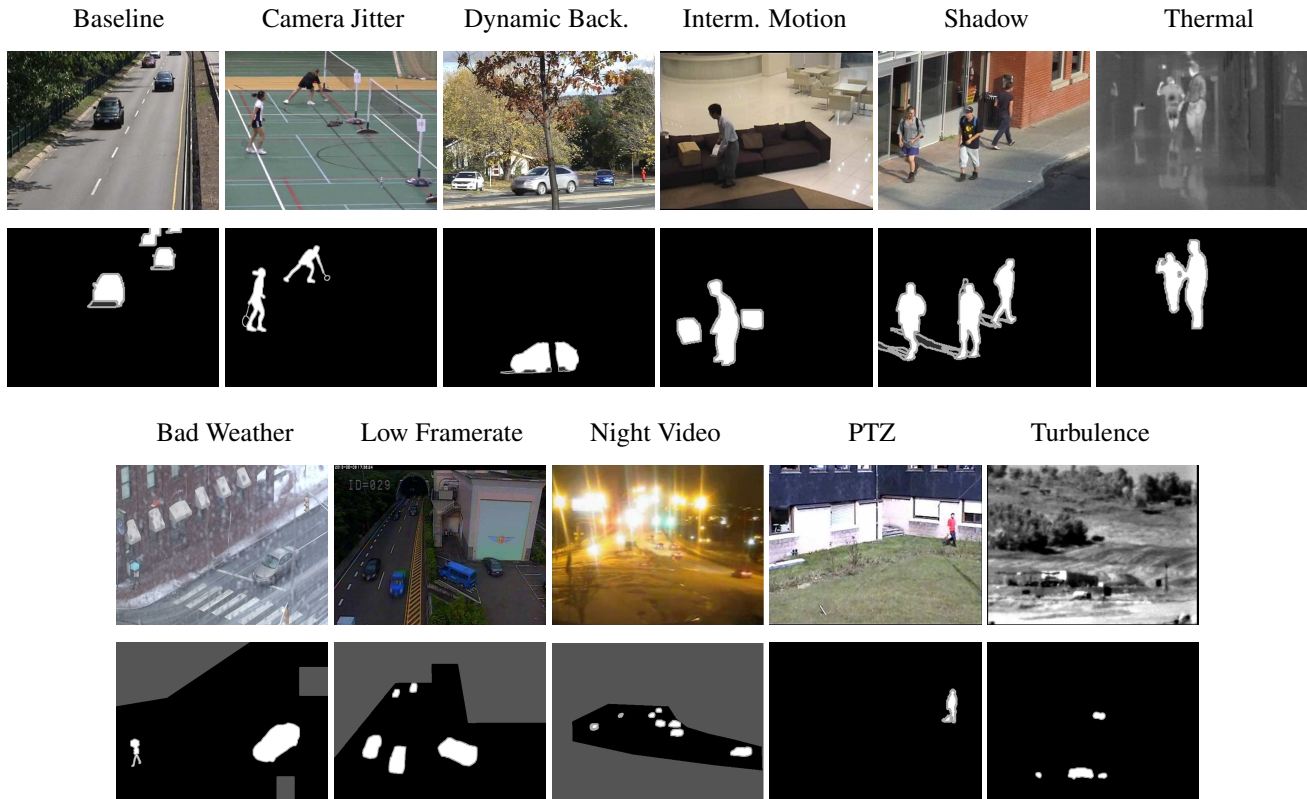 Baseline Camera Jitter Dynamic Back. Interm. Motion Shadow Thermal
Bad Weather Low Framerate Night Video PTZ Turbulence
ID=029